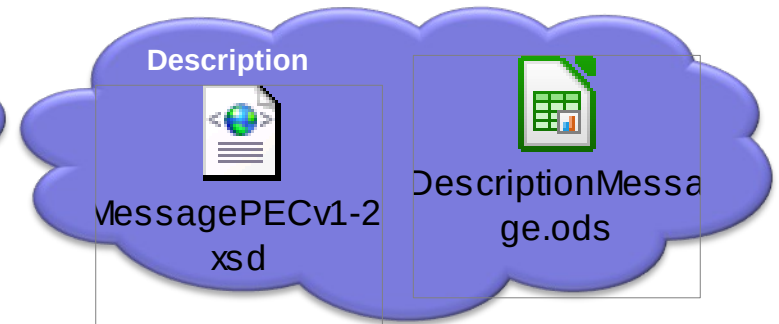 Description
MessagePECv1-2
xsd
DescriptionMessa
ge.ods